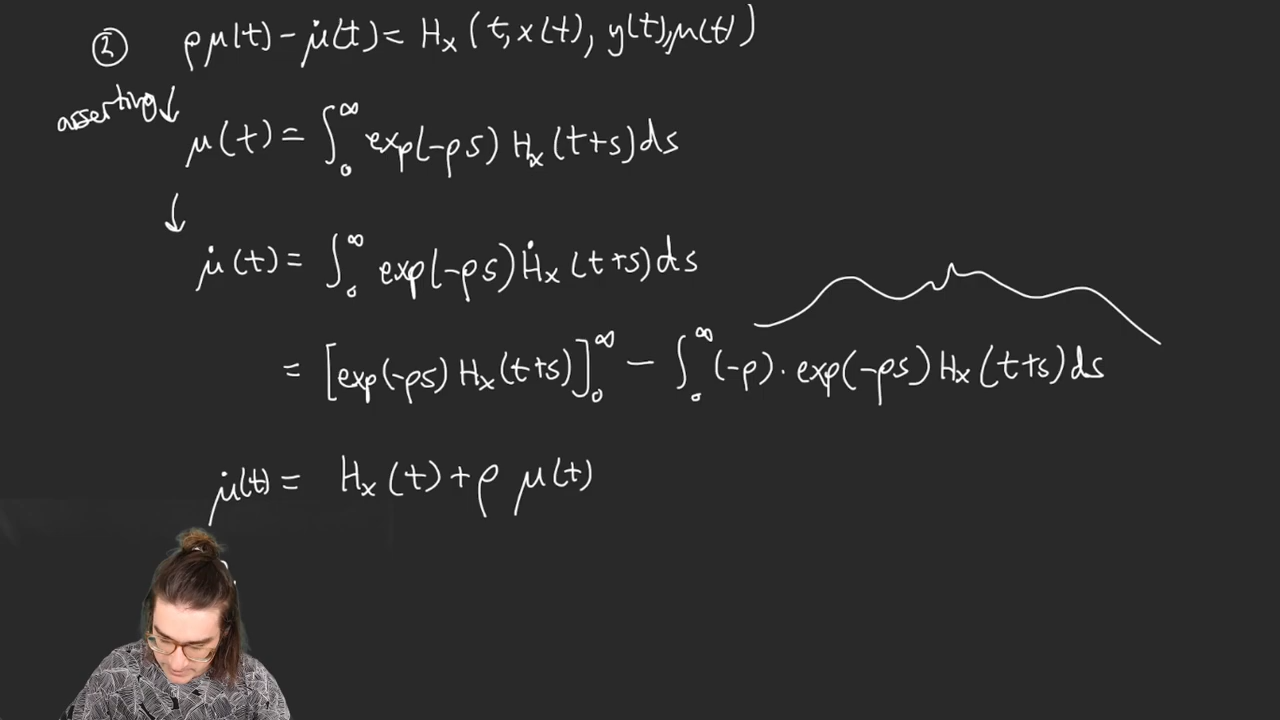 ② ρμ(t) - μ̇(t) = Hₓ(t, x(t), y(t), μ(t))
asserting ↓
μ(t) = ∫₀^∞ exp(-ρs) Hₓ(t+s) ds
↓
μ̇(t) = ∫₀^∞ exp(-ρs) Ḣₓ(t+s) ds
= [exp(-ρs) Hₓ(t+s)]₀^∞ - ∫₀^∞ (-ρ)· exp(-ρs) Hₓ(t+s) ds
μ̇(t) = Hₓ(t) + ρ μ(t)